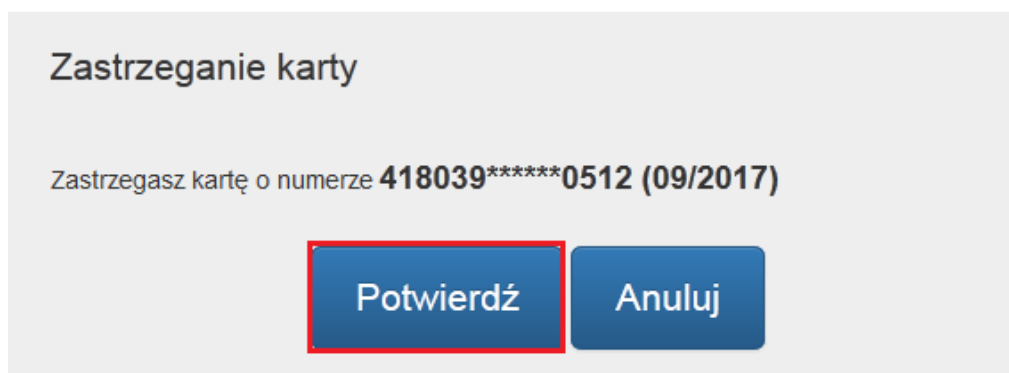 Zastrzeganie karty
Zastrzegasz kartę o numerze 418039******0512 (09/2017)
Potwierdź Anuluj